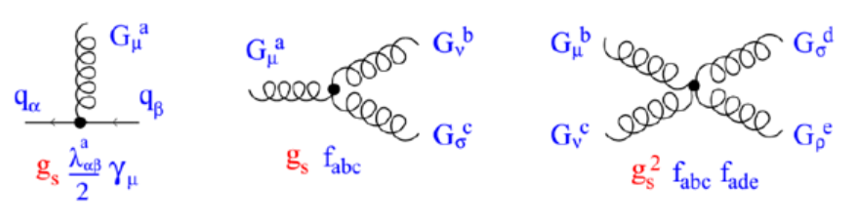 G_μ^a
q_α q_β
g_s λ^a_αβ/2 γ_μ
G_μ^a G_ν^b
G_σ^c
g_s f_abc
G_μ^b G_σ^d
G_ν^c G_ρ^e
g_s^2 f_abc f_ade